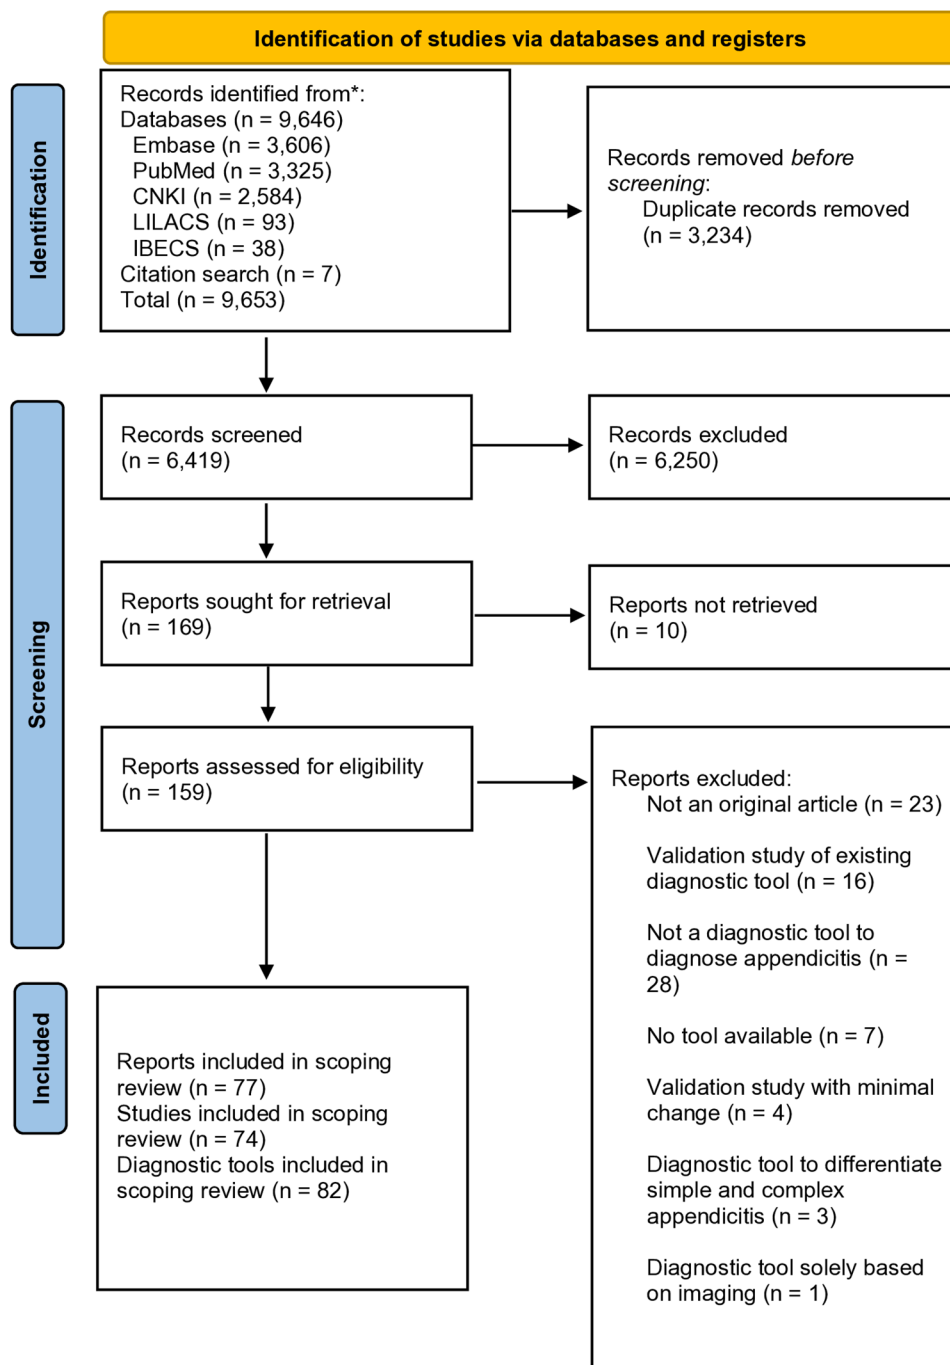 Identification of studies via databases and registers
Identification
Records identified from*:
Databases (n = 9,646)
Embase (n = 3,606)
PubMed (n = 3,325)
CNKI (n = 2,584)
LILACS (n = 93)
IBECS (n = 38)
Citation search (n = 7)
Total (n = 9,653)
Records removed before
screening:
Duplicate records removed
(n = 3,234)
Screening
Records screened
(n = 6,419)
Records excluded
(n = 6,250)
Reports sought for retrieval
(n = 169)
Reports not retrieved
(n = 10)
Reports assessed for eligibility
(n = 159)
Reports excluded:
Not an original article (n = 23)
Validation study of existing
diagnostic tool (n = 16)
Not a diagnostic tool to
diagnose appendicitis (n =
28)
No tool available (n = 7)
Validation study with minimal
change (n = 4)
Diagnostic tool to differentiate
simple and complex
appendicitis (n = 3)
Diagnostic tool solely based
on imaging (n = 1)
Included
Reports included in scoping
review (n = 77)
Studies included in scoping
review (n = 74)
Diagnostic tools included in
scoping review (n = 82)